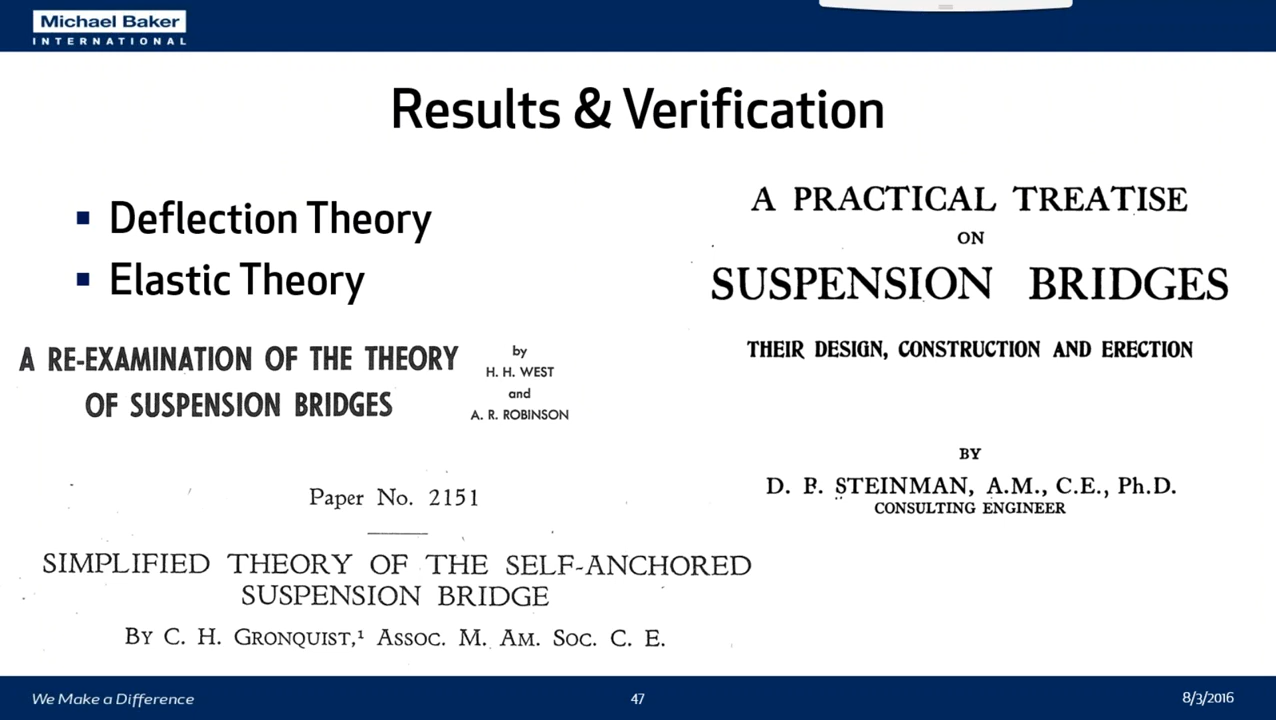 Michael Baker
INTERNATIONAL
Results & Verification
▪ Deflection Theory
▪ Elastic Theory
A RE-EXAMINATION OF THE THEORY
OF SUSPENSION BRIDGES
by
H. H. WEST
and
A. R. ROBINSON
Paper No. 2151
SIMPLIFIED THEORY OF THE SELF-ANCHORED
SUSPENSION BRIDGE
BY C. H. GRONQUIST,¹ ASSOC. M. AM. SOC. C. E.
A PRACTICAL TREATISE
ON
SUSPENSION BRIDGES
THEIR DESIGN, CONSTRUCTION AND ERECTION
BY
D. B. STEINMAN, A.M., C.E., Ph.D.
CONSULTING ENGINEER
We Make a Difference
47
8/3/2016